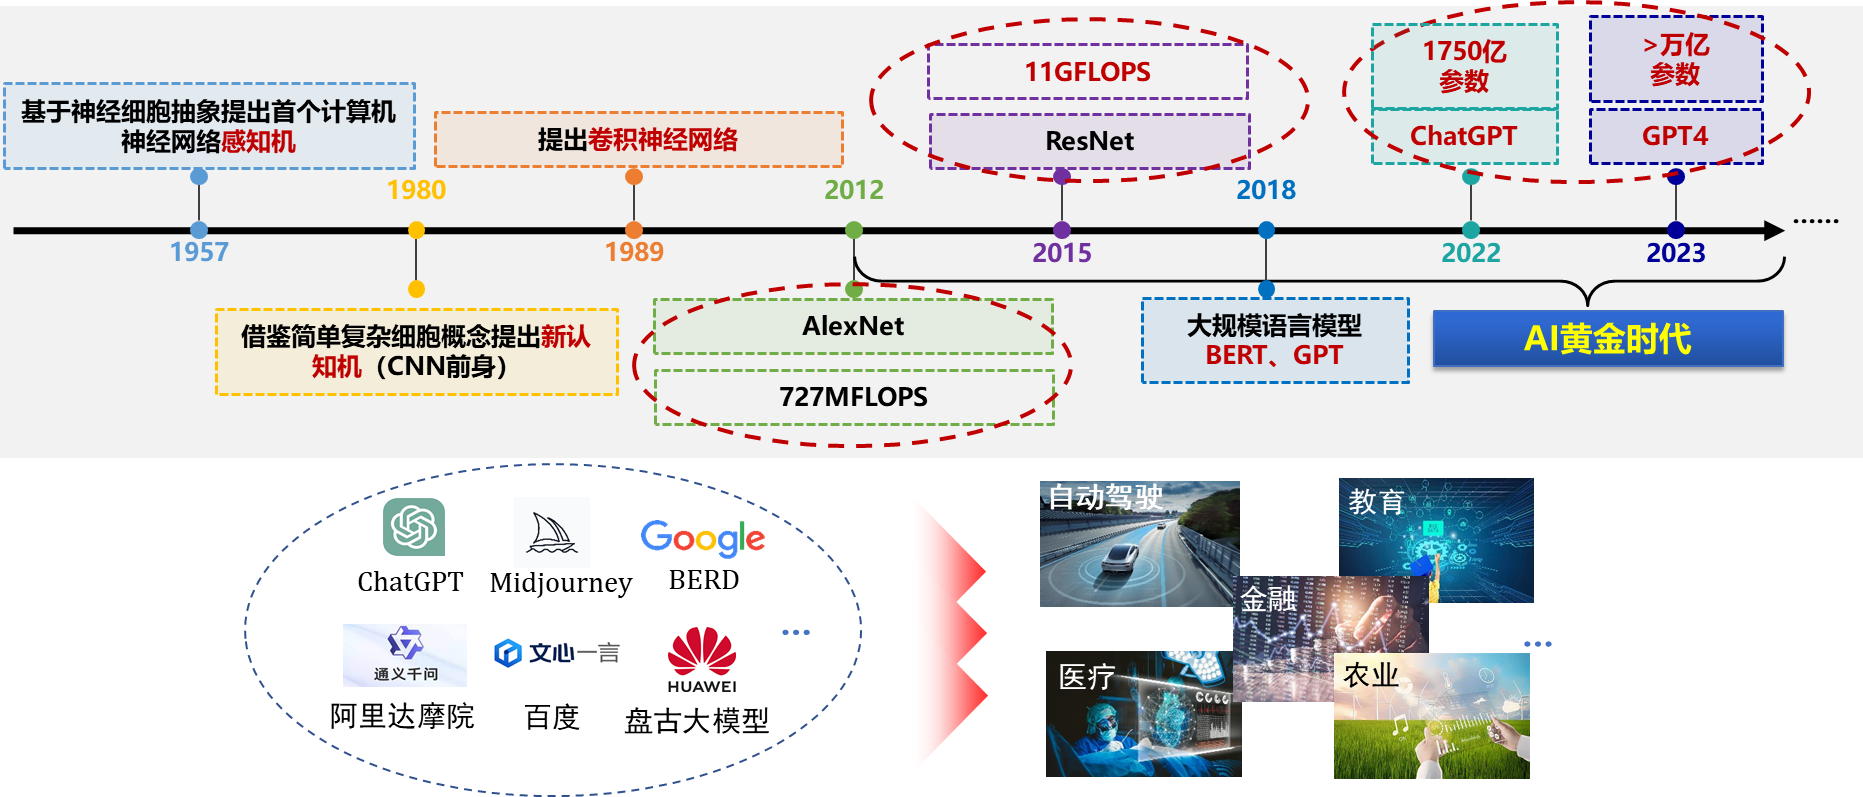 11GFLOPS
ResNet
1750亿
参数
ChatGPT
>万亿
参数
GPT4
基于神经细胞抽象提出首个计算机
神经网络感知机
提出卷积神经网络
1980
2012
2018
······
1957
1989
2015
2022
2023
借鉴简单复杂细胞概念提出新认
知机（CNN前身）
AlexNet
727MFLOPS
大规模语言模型
BERT、GPT
AI黄金时代
ChatGPT
Midjourney
Google
BERD
通义千问
阿里达摩院
文心一言
百度
HUAWEI
盘古大模型
...
自动驾驶
教育
金融
医疗
农业
...